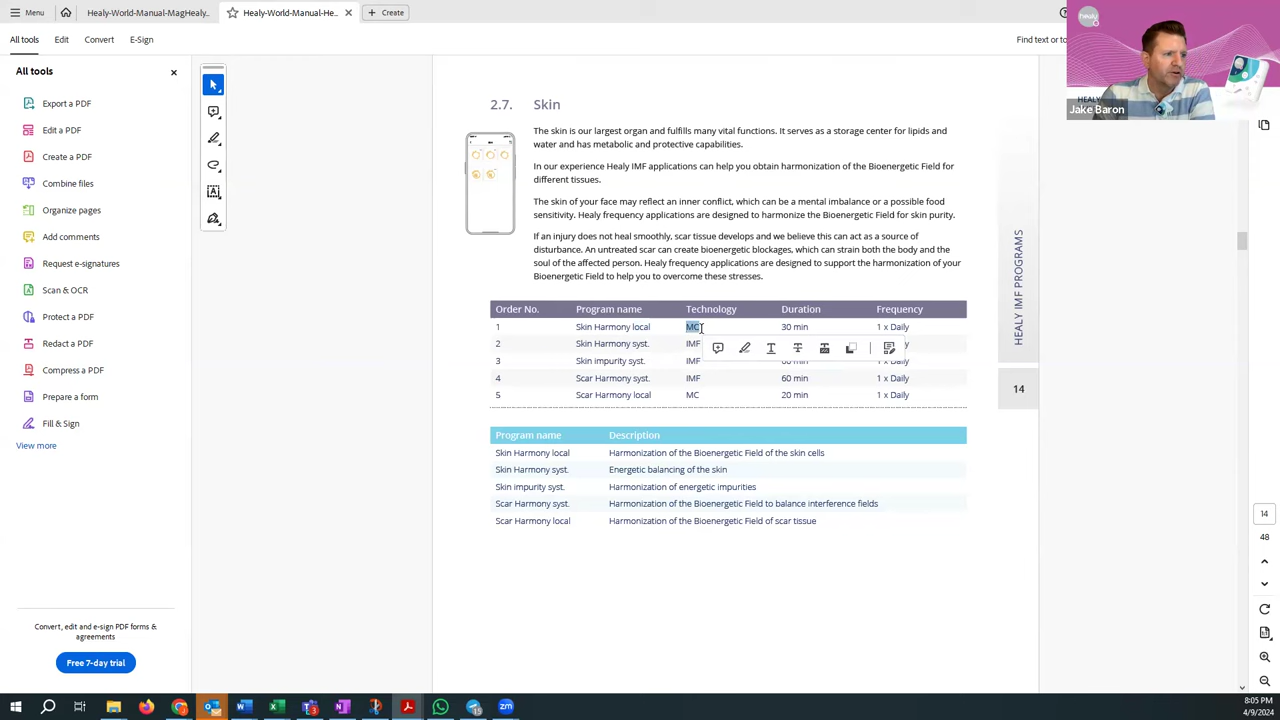 Menu
Healy-World-Manual-MagHealy...
Healy-World-Manual-He...
Create
All tools
Edit
Convert
E-Sign
Find text or to
healy
HEALY
Jake Baron
All tools
Export a PDF
Edit a PDF
Create a PDF
Combine files
Organize pages
Add comments
Request e-signatures
Scan & OCR
Protect a PDF
Redact a PDF
Compress a PDF
Prepare a form
Fill & Sign
View more
Convert, edit and e-sign PDF forms &
agreements
Free 7-day trial
2.7. Skin
The skin is our largest organ and fulfills many vital functions. It serves as a storage center for lipids and
water and has metabolic and protective capabilities.
In our experience Healy IMF applications can help you obtain harmonization of the Bioenergetic Field for
different tissues.
The skin of your face may reflect an inner conflict, which can be a mental imbalance or a possible food
sensitivity. Healy frequency applications are designed to harmonize the Bioenergetic Field for skin purity.
If an injury does not heal smoothly, scar tissue develops and we believe this can act as a source of
disturbance. An untreated scar can create bioenergetic blockages, which can strain both the body and the
soul of the affected person. Healy frequency applications are designed to support the harmonization of your
Bioenergetic Field to help you to overcome these stresses.
Order No. Program name Technology Duration Frequency
1 Skin Harmony local MC 30 min 1 x Daily
2 Skin Harmony syst. IMF
3 Skin impurity syst. IMF 60 min 1 x Daily
4 Scar Harmony syst. IMF 60 min 1 x Daily
5 Scar Harmony local MC 20 min 1 x Daily
Program name Description
Skin Harmony local Harmonization of the Bioenergetic Field of the skin cells
Skin Harmony syst. Energetic balancing of the skin
Skin impurity syst. Harmonization of energetic impurities
Scar Harmony syst. Harmonization of the Bioenergetic Field to balance interference fields
Scar Harmony local Harmonization of the Bioenergetic Field of scar tissue
HEALY IMF PROGRAMS
14
14
48
8:05 PM
4/9/2024